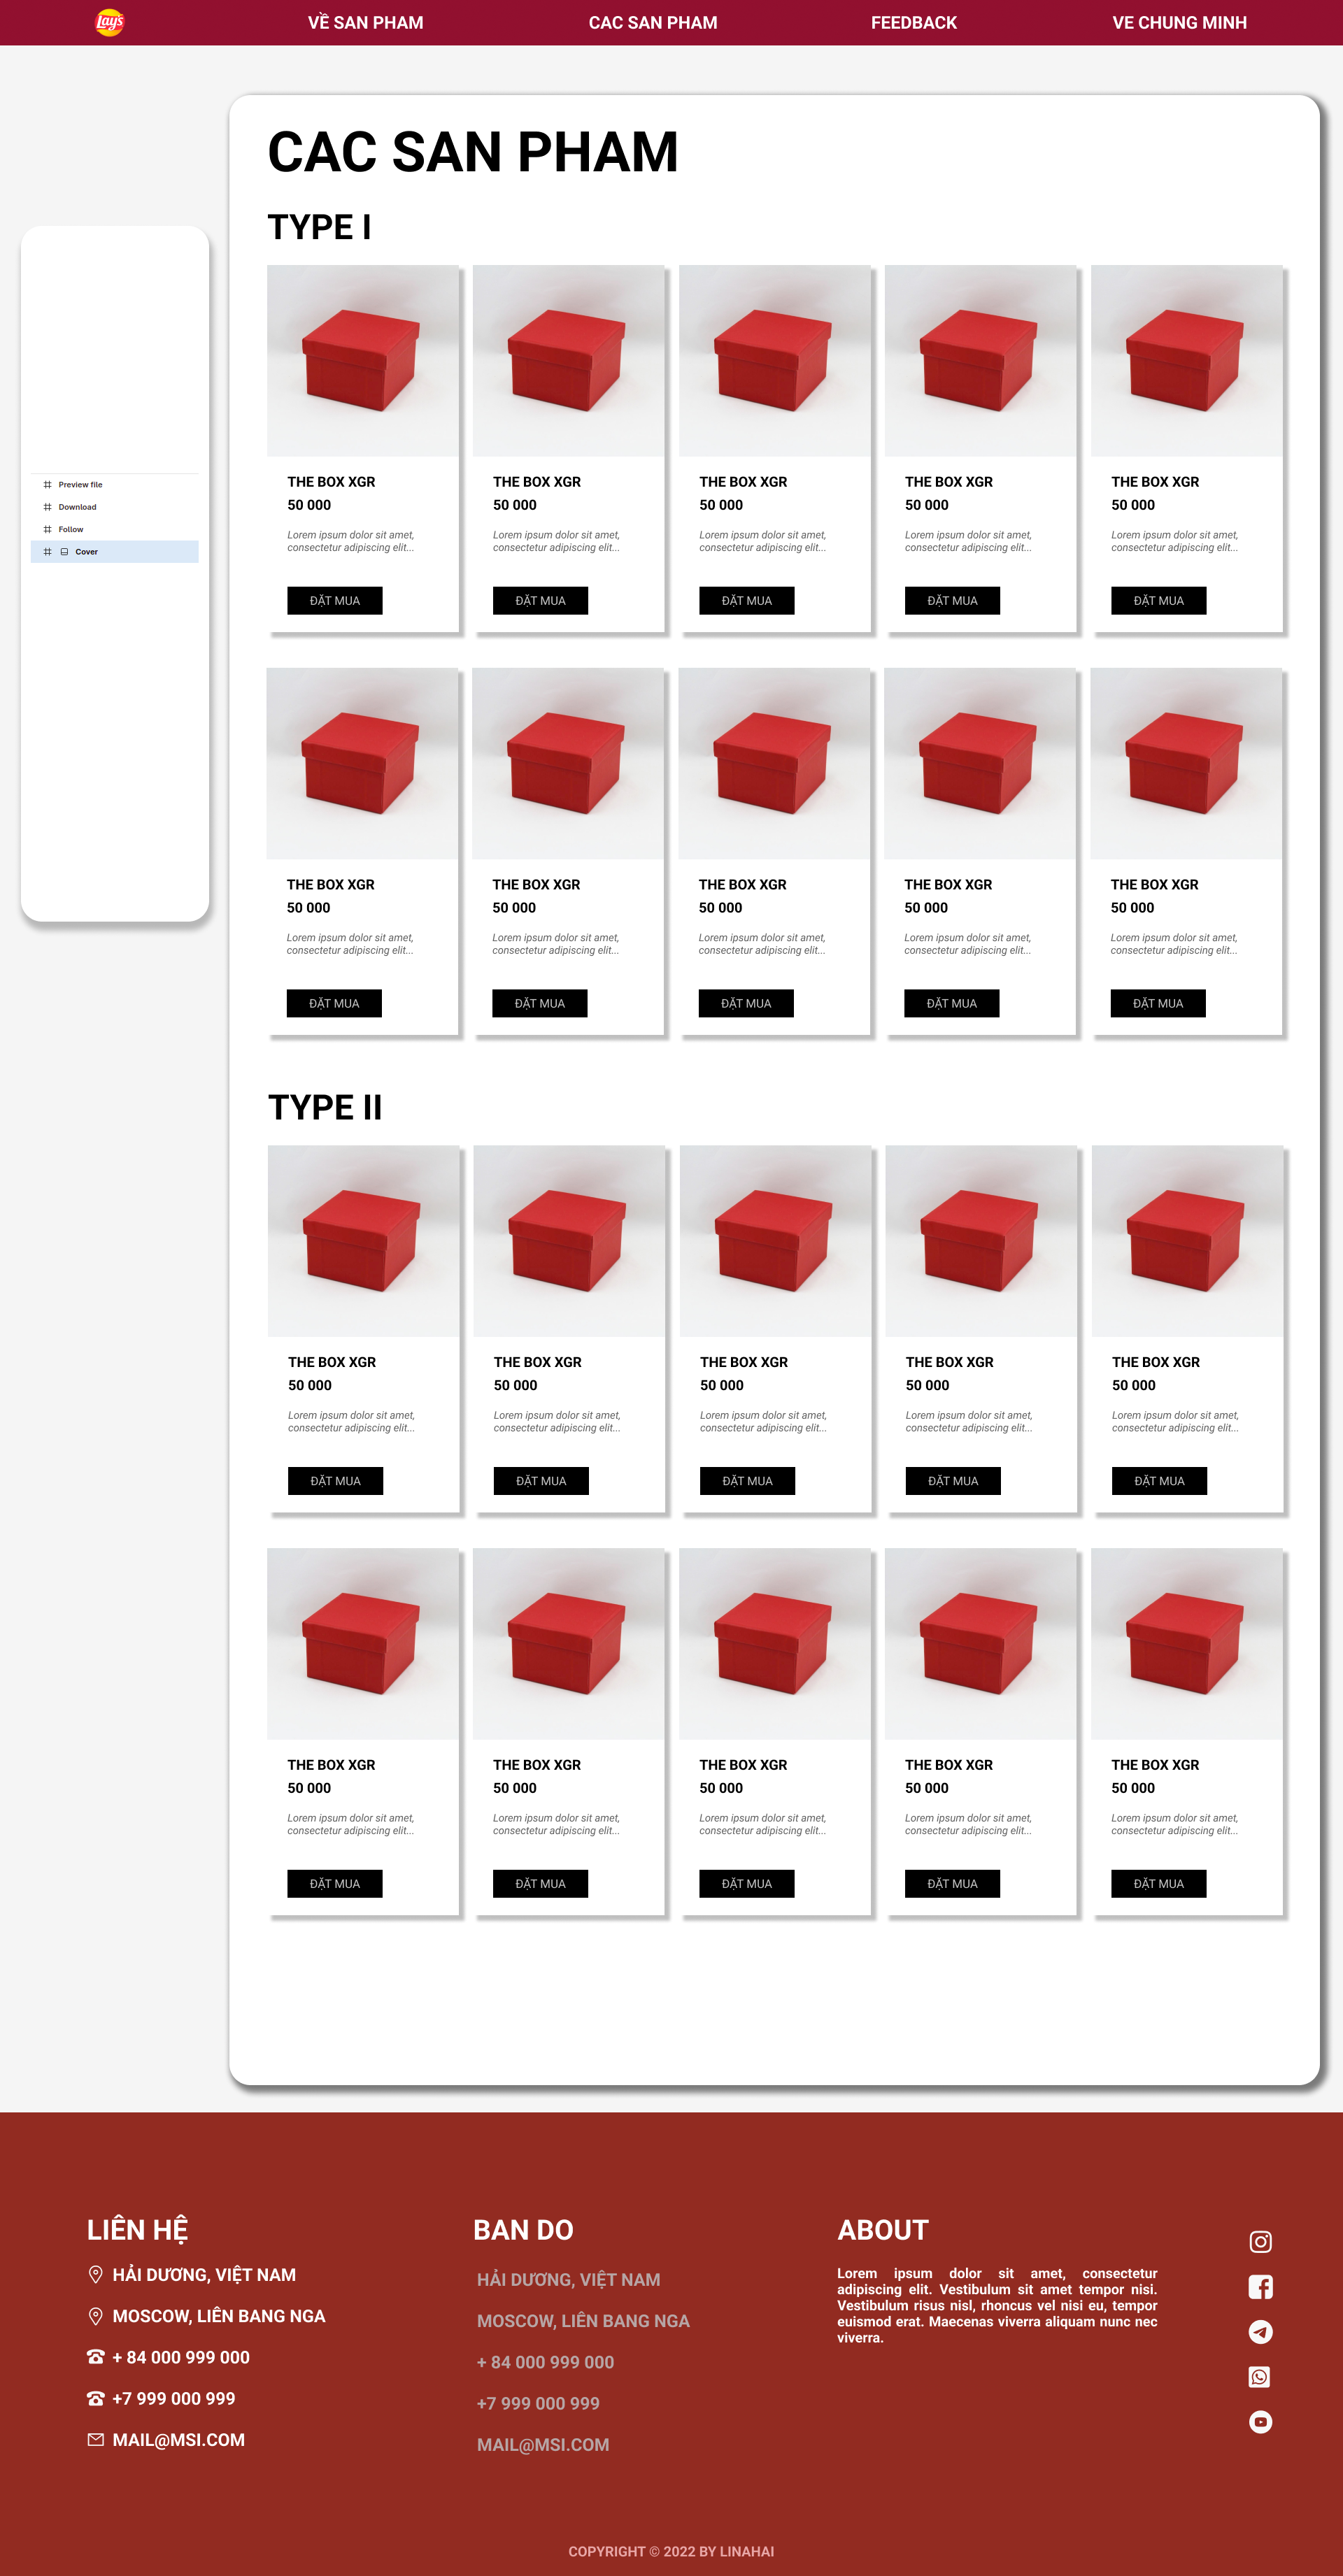 Lay's
VỀ SAN PHAM
CAC SAN PHAM
FEEDBACK
VE CHUNG MINH
CAC SAN PHAM
TYPE I
Preview file
Download
Follow
Cover
THE BOX XGR
50 000
Lorem ipsum dolor sit amet,
consectetur adipiscing elit...
ĐẶT MUA
THE BOX XGR
50 000
Lorem ipsum dolor sit amet,
consectetur adipiscing elit...
ĐẶT MUA
THE BOX XGR
50 000
Lorem ipsum dolor sit amet,
consectetur adipiscing elit...
ĐẶT MUA
THE BOX XGR
50 000
Lorem ipsum dolor sit amet,
consectetur adipiscing elit...
ĐẶT MUA
THE BOX XGR
50 000
Lorem ipsum dolor sit amet,
consectetur adipiscing elit...
ĐẶT MUA
THE BOX XGR
50 000
Lorem ipsum dolor sit amet,
consectetur adipiscing elit...
ĐẶT MUA
THE BOX XGR
50 000
Lorem ipsum dolor sit amet,
consectetur adipiscing elit...
ĐẶT MUA
THE BOX XGR
50 000
Lorem ipsum dolor sit amet,
consectetur adipiscing elit...
ĐẶT MUA
THE BOX XGR
50 000
Lorem ipsum dolor sit amet,
consectetur adipiscing elit...
ĐẶT MUA
THE BOX XGR
50 000
Lorem ipsum dolor sit amet,
consectetur adipiscing elit...
ĐẶT MUA
TYPE II
THE BOX XGR
50 000
Lorem ipsum dolor sit amet,
consectetur adipiscing elit...
ĐẶT MUA
THE BOX XGR
50 000
Lorem ipsum dolor sit amet,
consectetur adipiscing elit...
ĐẶT MUA
THE BOX XGR
50 000
Lorem ipsum dolor sit amet,
consectetur adipiscing elit...
ĐẶT MUA
THE BOX XGR
50 000
Lorem ipsum dolor sit amet,
consectetur adipiscing elit...
ĐẶT MUA
THE BOX XGR
50 000
Lorem ipsum dolor sit amet,
consectetur adipiscing elit...
ĐẶT MUA
THE BOX XGR
50 000
Lorem ipsum dolor sit amet,
consectetur adipiscing elit...
ĐẶT MUA
THE BOX XGR
50 000
Lorem ipsum dolor sit amet,
consectetur adipiscing elit...
ĐẶT MUA
THE BOX XGR
50 000
Lorem ipsum dolor sit amet,
consectetur adipiscing elit...
ĐẶT MUA
THE BOX XGR
50 000
Lorem ipsum dolor sit amet,
consectetur adipiscing elit...
ĐẶT MUA
THE BOX XGR
50 000
Lorem ipsum dolor sit amet,
consectetur adipiscing elit...
ĐẶT MUA
LIÊN HỆ
HẢI DƯƠNG, VIỆT NAM
MOSCOW, LIÊN BANG NGA
+ 84 000 999 000
+7 999 000 999
MAIL@MSI.COM
BAN DO
HẢI DƯƠNG, VIỆT NAM
MOSCOW, LIÊN BANG NGA
+ 84 000 999 000
+7 999 000 999
MAIL@MSI.COM
ABOUT
Lorem ipsum dolor sit amet, consectetur
adipiscing elit. Vestibulum sit amet tempor nisi.
Vestibulum risus nisl, rhoncus vel nisi eu, tempor
euismod erat. Maecenas viverra aliquam nunc nec
viverra.
COPYRIGHT © 2022 BY LINAHAI